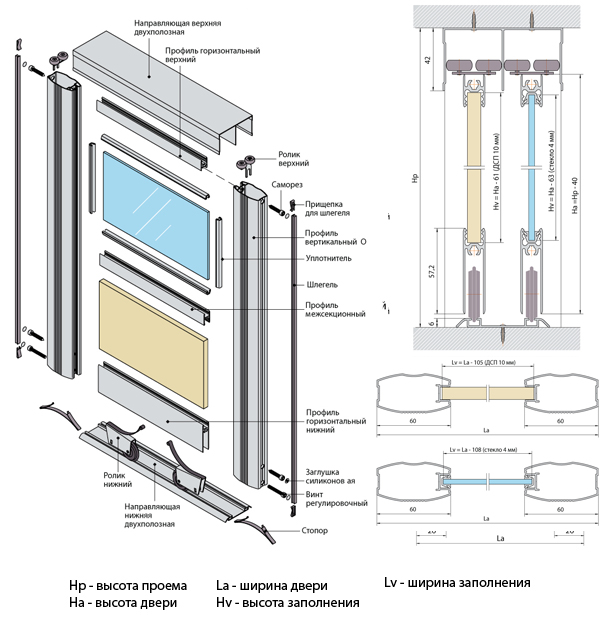 Направляющая верхняя
двухполозная
Профиль горизонтальный
верхний
Ролик
верхний
Саморез
Прищепка
для шлегеля
Профиль
вертикальный О
Уплотнитель
Шлегель
Профиль
межсекционный
Профиль
горизонтальный
нижний
Ролик
нижний
Направляющая
нижняя
двухполозная
Заглушка
силиконов ая
Винт
регулировочный
Стопор
42
Hp
57,2
6
Hv = Ha - 61 (ДСП 10 мм)
Hv = Ha - 63 (стекло 4 мм)
Ha =Hp - 40
Lv = La - 105 (ДСП 10 мм)
60
60
La
Lv = La - 108 (стекло 4 мм)
60
60
La
20
20
La
Hp - высота проема
La - ширина двери
Lv - ширина заполнения
Ha - высота двери
Hv - высота заполнения